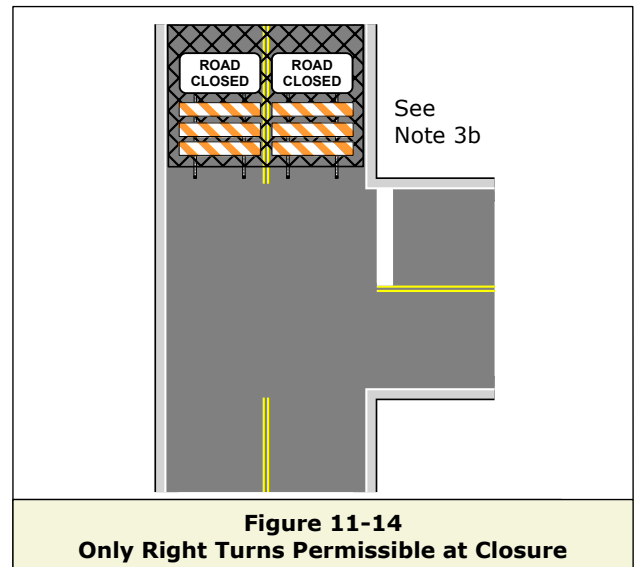 ROAD CLOSED
ROAD CLOSED
See
Note 3b
Figure 11-14
Only Right Turns Permissible at Closure